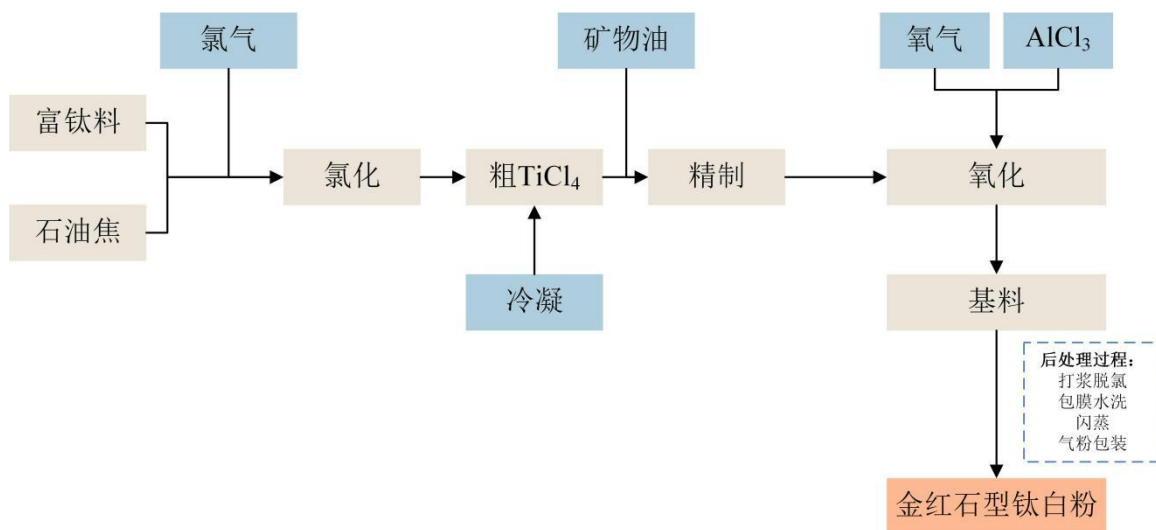 氯气
矿物油
氧气
AlCl₃
富钛料
石油焦
氯化
粗TiCl₄
精制
氧化
冷凝
基料
后处理过程：
打浆脱氯
包膜水洗
闪蒸
气粉包装
金红石型钛白粉